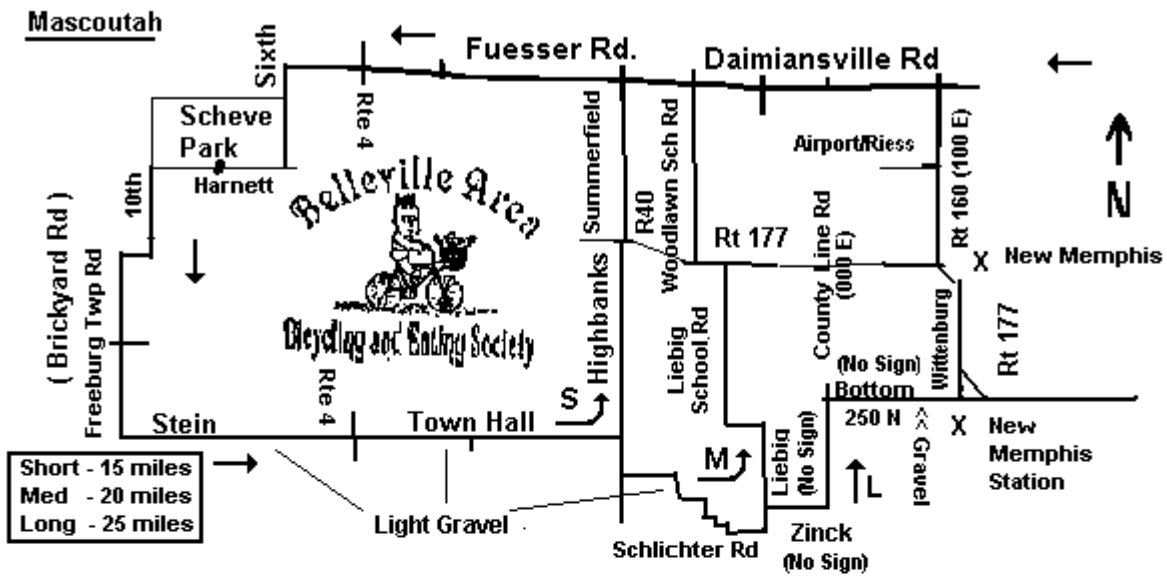 Mascoutah
Fuesser Rd.
Daimiansville Rd
Sixth
Rte 4
Scheve
Park
Harnett
10th
Summerfield
R40
Woodlawn Sch Rd
Airport/Riess
Rt 160 (100 E)
N
Belleville Area
Bicycling and Eating Society
Rt 177
County Line Rd
(000 E)
X New Memphis
( Brickyard Rd )
Freeburg Twp Rd
Highbanks
Liebig
School Rd
Wittenburg
Rt 177
(No Sign)
Bottom
250 N
<< Gravel
X New
Memphis
Station
Stein
Rte 4
Town Hall
S
M
Liebig
(No Sign)
L
Short - 15 miles
Med - 20 miles
Long - 25 miles
Light Gravel
Schlichter Rd
Zinck
(No Sign)